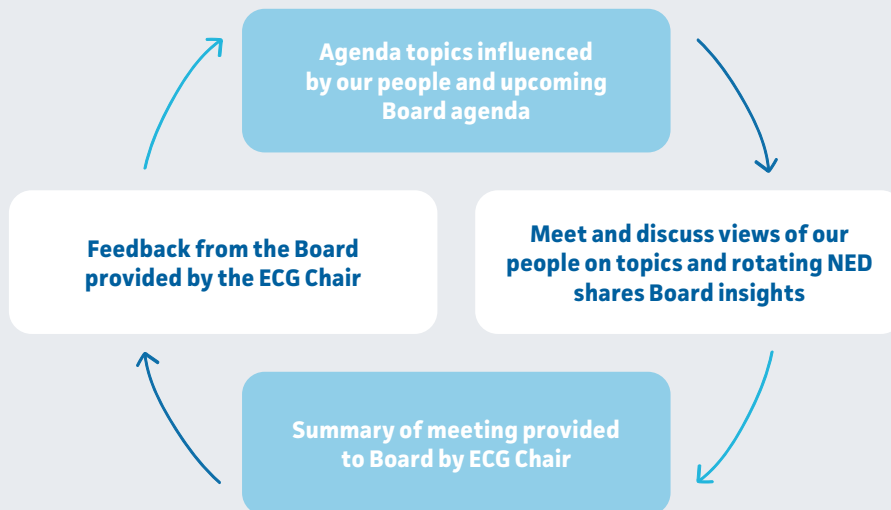 Agenda topics influenced
by our people and upcoming
Board agenda
Feedback from the Board
provided by the ECG Chair
Meet and discuss views of our
people on topics and rotating NED
shares Board insights
Summary of meeting provided
to Board by ECG Chair